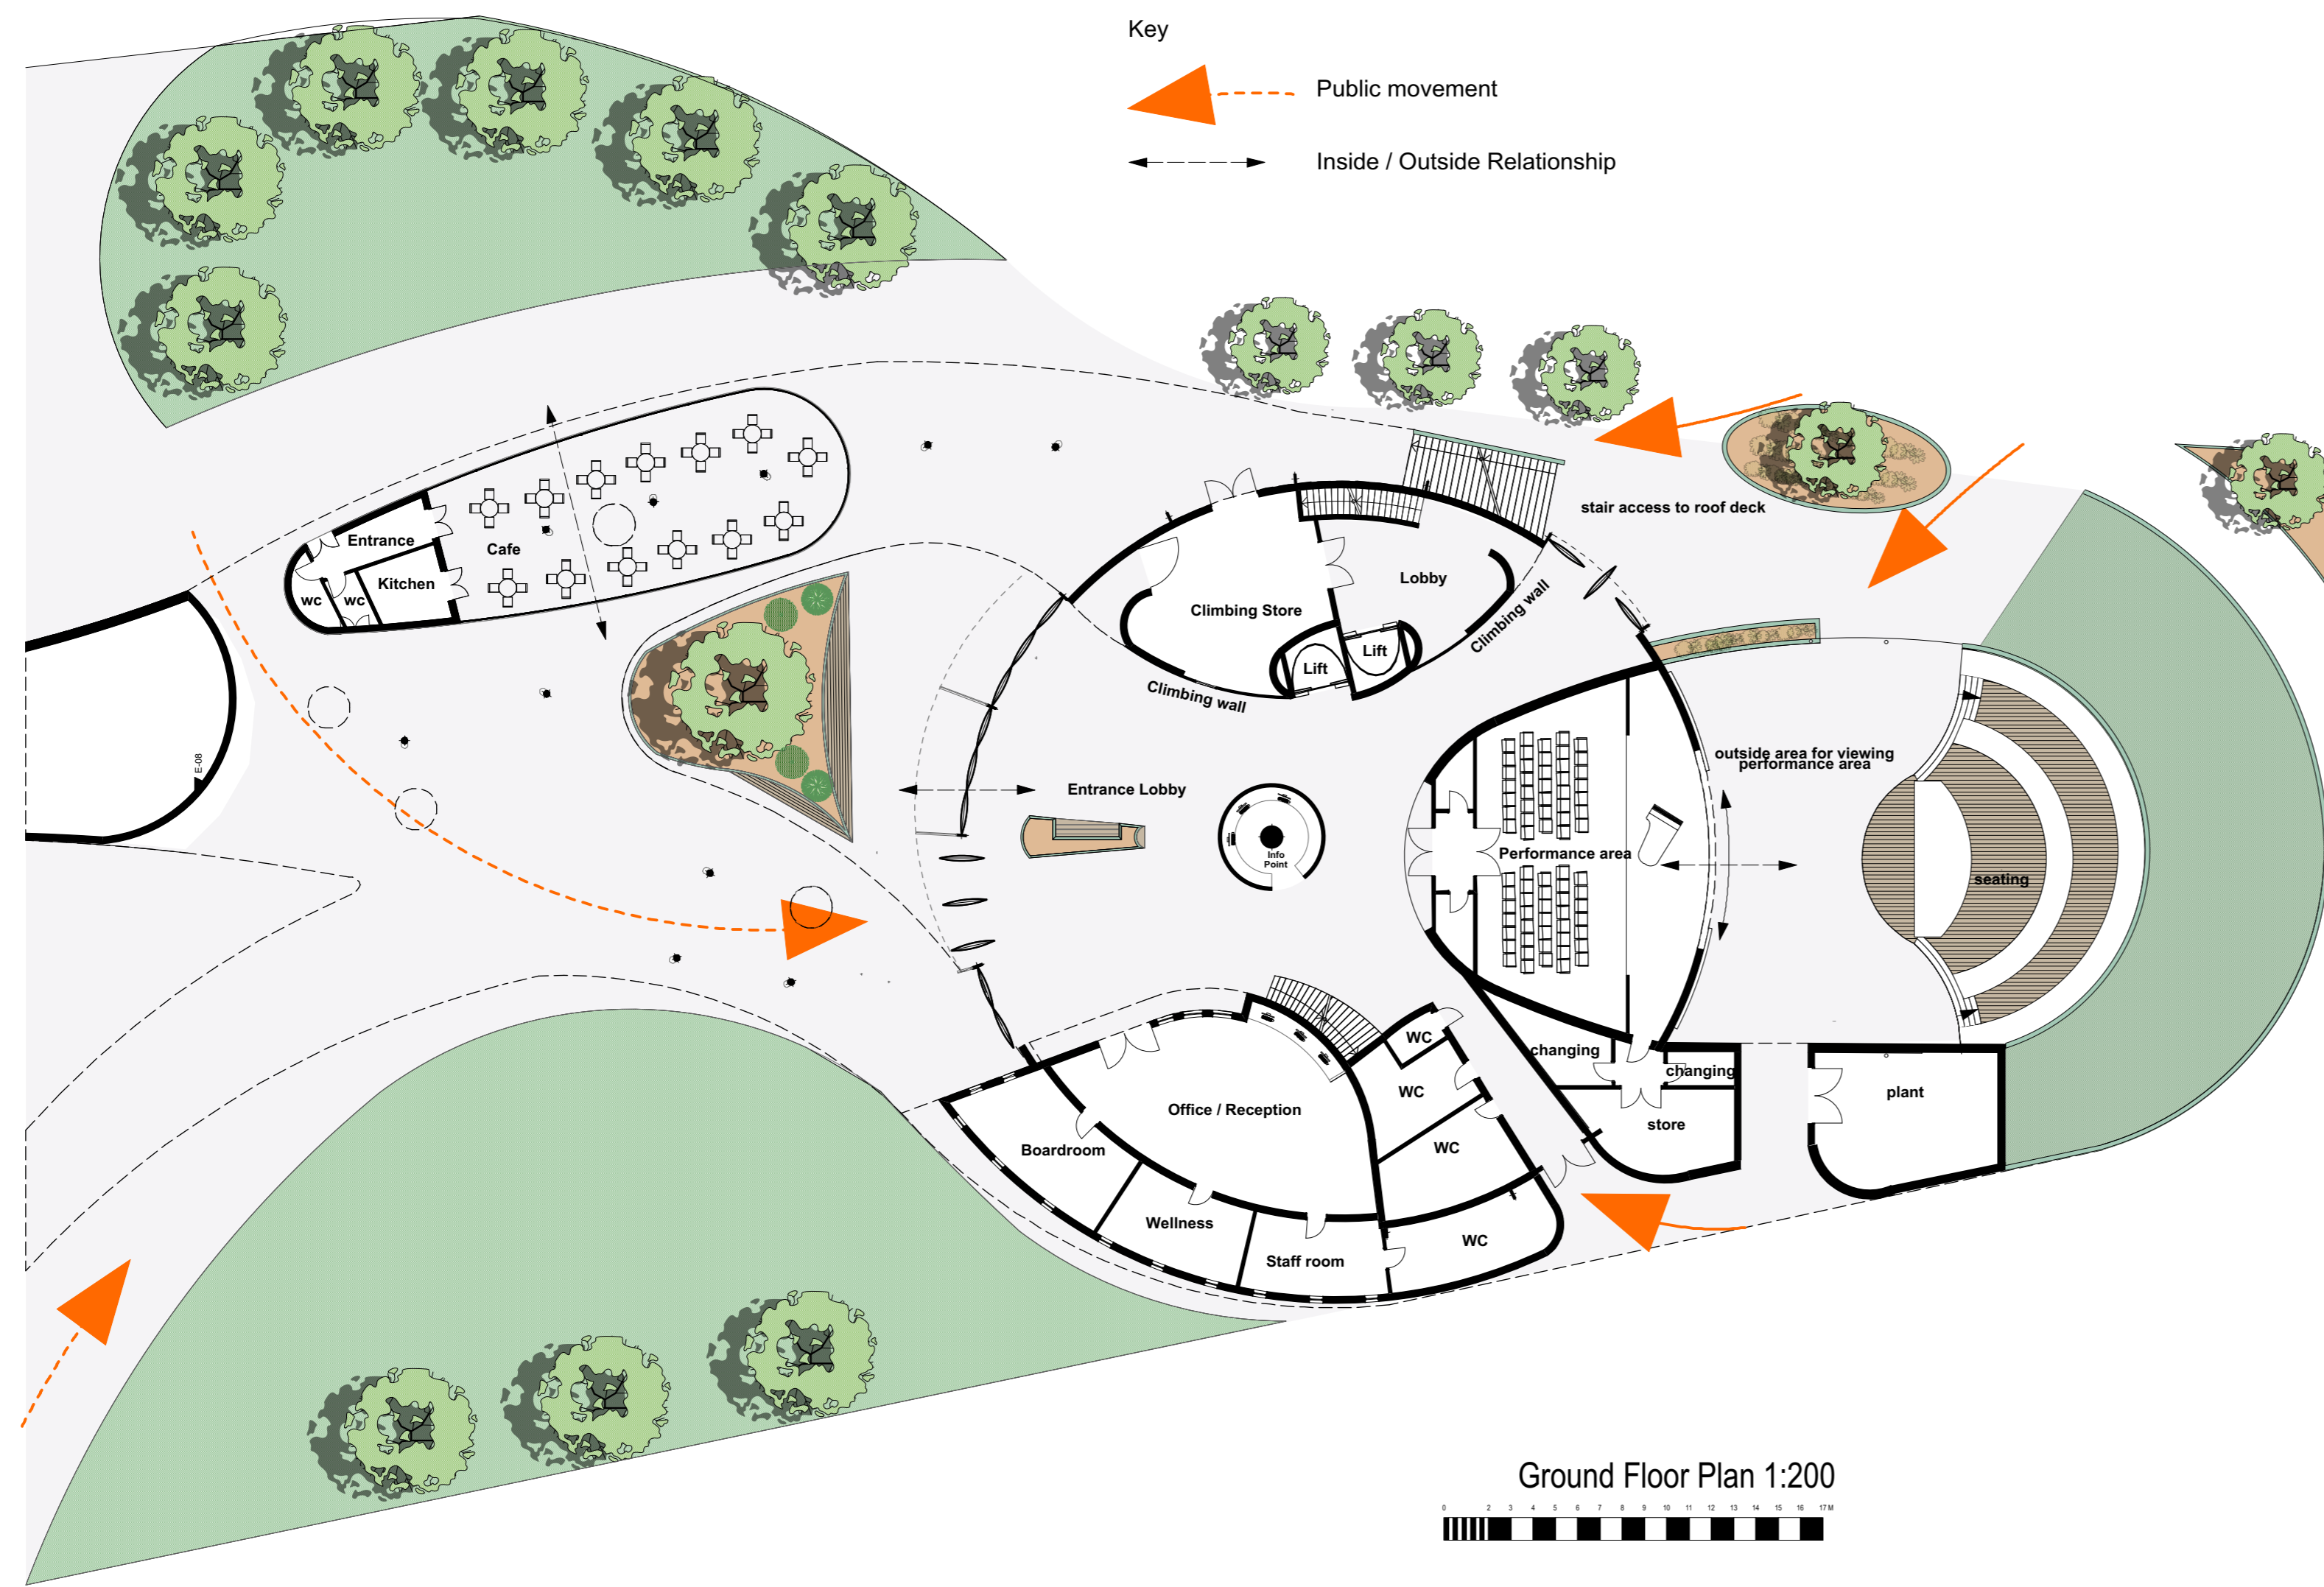 Key
Public movement
Inside / Outside Relationship
stair access to roof deck
Entrance
Cafe
Kitchen
wc
wc
Lobby
Climbing Store
Climbing wall
Lift
Lift
Climbing wall
E-08
outside area for viewing
performance area
Entrance Lobby
Info
Point
Performance area
seating
WC
changing
changing
WC
plant
Office / Reception
store
Boardroom
WC
Wellness
WC
Staff room
Ground Floor Plan 1:200
0 2 3 4 5 6 7 8 9 10 11 12 13 14 15 16 17 M